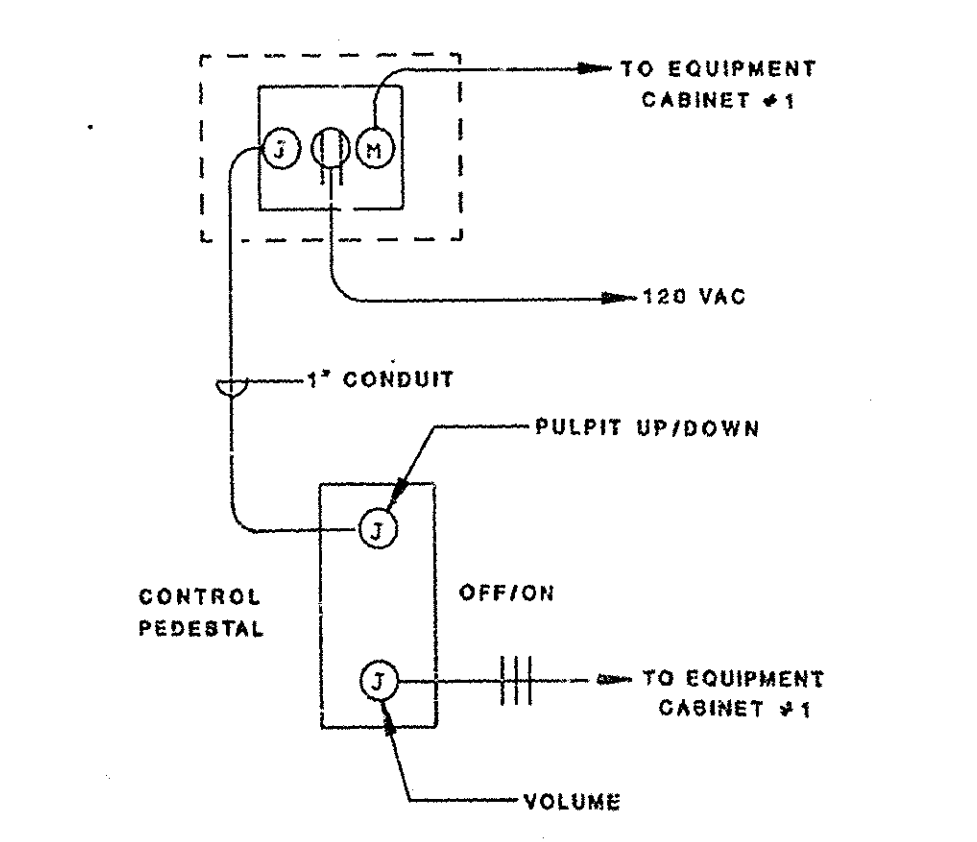 TO EQUIPMENT
CABINET #1
J
M
120 VAC
1" CONDUIT
PULPIT UP/DOWN
J
CONTROL
PEDESTAL
OFF/ON
J
TO EQUIPMENT
CABINET #1
VOLUME